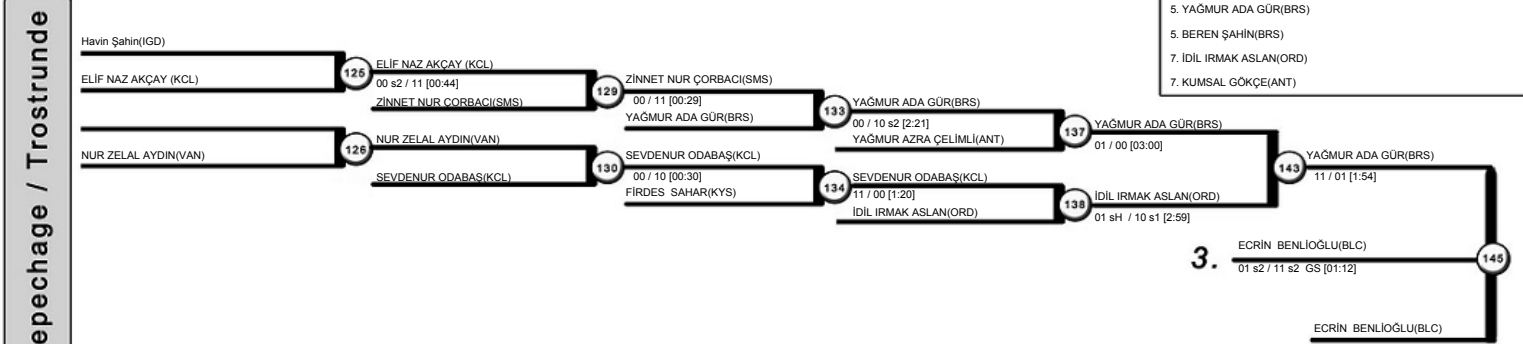 5. YAĞMUR ADA GÜR(BRS)
5. BEREN ŞAHİN(BRS)
7. İDİL IRMAK ASLAN(ORD)
7. KUMSAL GÖKÇE(ANT)
epechage / Trostrunde
Havin Şahin(IGD)
ELİF NAZ AKÇAY (KCL)
125
ELİF NAZ AKÇAY (KCL)
00 s2 / 11 [00:44]
ZİNNET NUR ÇORBACI(SMS)
129
ZİNNET NUR ÇORBACI(SMS)
00 / 11 [00:29]
YAĞMUR ADA GÜR(BRS)
133
YAĞMUR ADA GÜR(BRS)
00 / 10 s2 [2:21]
YAĞMUR AZRA ÇELİMLİ(ANT)
137
YAĞMUR ADA GÜR(BRS)
01 / 00 [03:00]
NUR ZELAL AYDIN(VAN)
126
NUR ZELAL AYDIN(VAN)
SEVDENUR ODABAŞ(KCL)
130
SEVDENUR ODABAŞ(KCL)
00 / 10 [00:30]
FİRDES SAHAR(KYS)
134
SEVDENUR ODABAŞ(KCL)
11 / 00 [1:20]
İDİL IRMAK ASLAN(ORD)
138
İDİL IRMAK ASLAN(ORD)
01 sH / 10 s1 [2:59]
143
YAĞMUR ADA GÜR(BRS)
11 / 01 [1:54]
3.
ECRİN BENLİOĞLU(BLC)
01 s2 / 11 s2 GS [01:12]
145
ECRİN BENLİOĞLU(BLC)